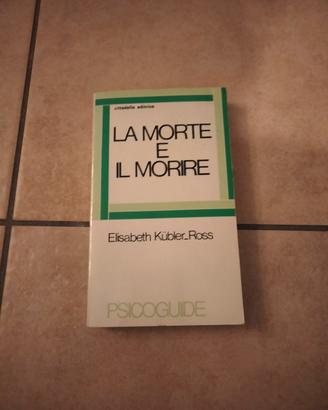 cittadella editrice
LA MORTE
E
IL MORIRE
Elisabeth Kübler-Ross
PSICOGUIDE